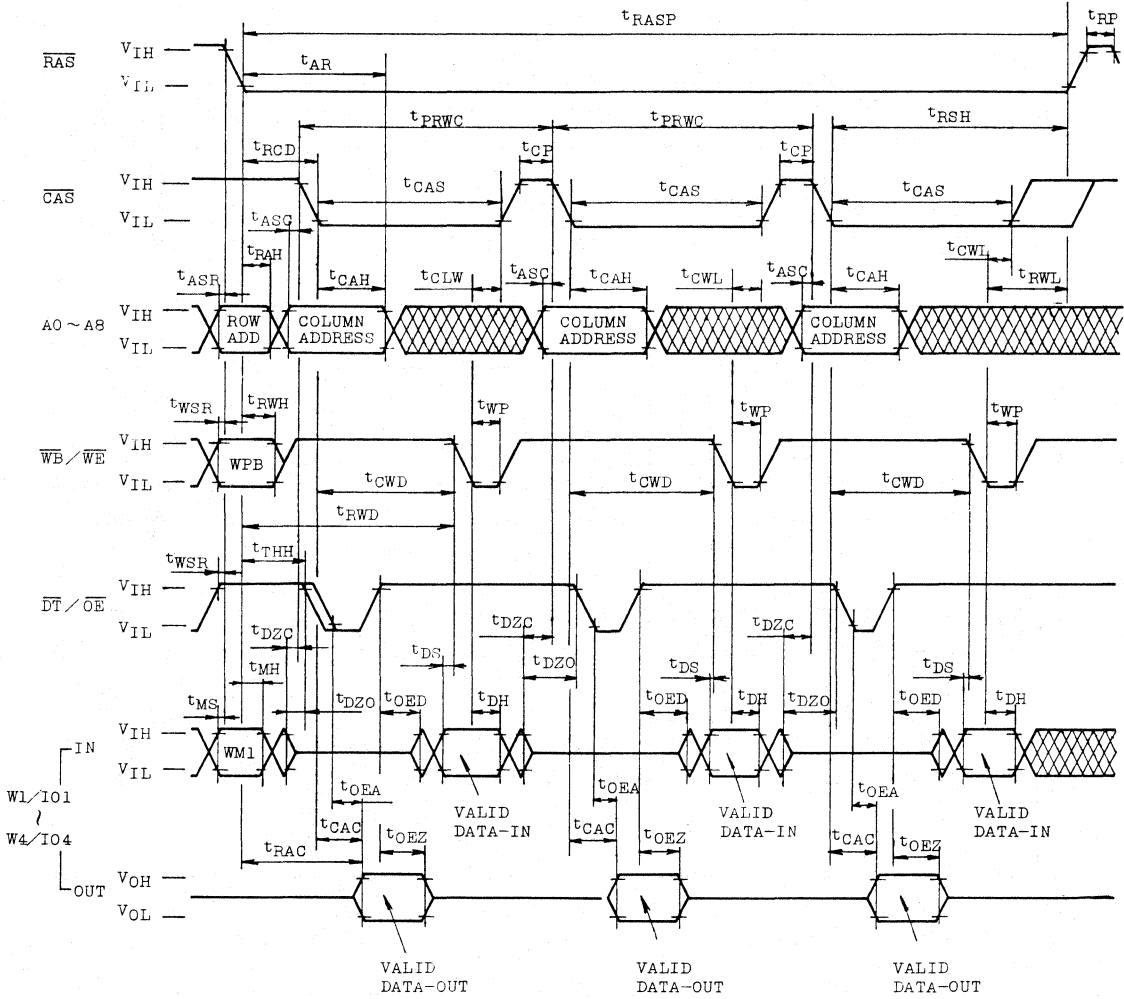 tRASP
tRP
RAS
VIH
VIL
tAR
tPRWC
tPRWC
tRSH
tRCD
tCP
tCP
CAS
VIH
VIL
tCAS
tCAS
tCAS
tASC
tRAH
tCWL
tASR
tCAH
tCLW
tASC
tCAH
tCWL
tASC
tCAH
tRWL
A0~A8
VIH
VIL
ROW ADD
COLUMN ADDRESS
COLUMN ADDRESS
COLUMN ADDRESS
tWSR
tRWH
tWP
tWP
tWP
WB/WE
VIH
VIL
WPB
tCWD
tCWD
tCWD
tRWD
tWSR
tTHH
DT/OE
VIH
VIL
tDZC
tDZC
tDZC
tMH
tDS
tDZO
tDS
tDS
tMS
tDZO
tOED
tDH
tOED
tDH
tDZO
tOED
tDH
IN
VIH
VIL
WM1
W1/IO1
~
W4/IO4
tOEA
VALID DATA-IN
tOEA
VALID DATA-IN
tOEA
VALID DATA-IN
tCAC
tOEZ
tCAC
tOEZ
tCAC
tOEZ
tRAC
OUT
VOH
VOL
VALID
DATA-OUT
VALID
DATA-OUT
VALID
DATA-OUT